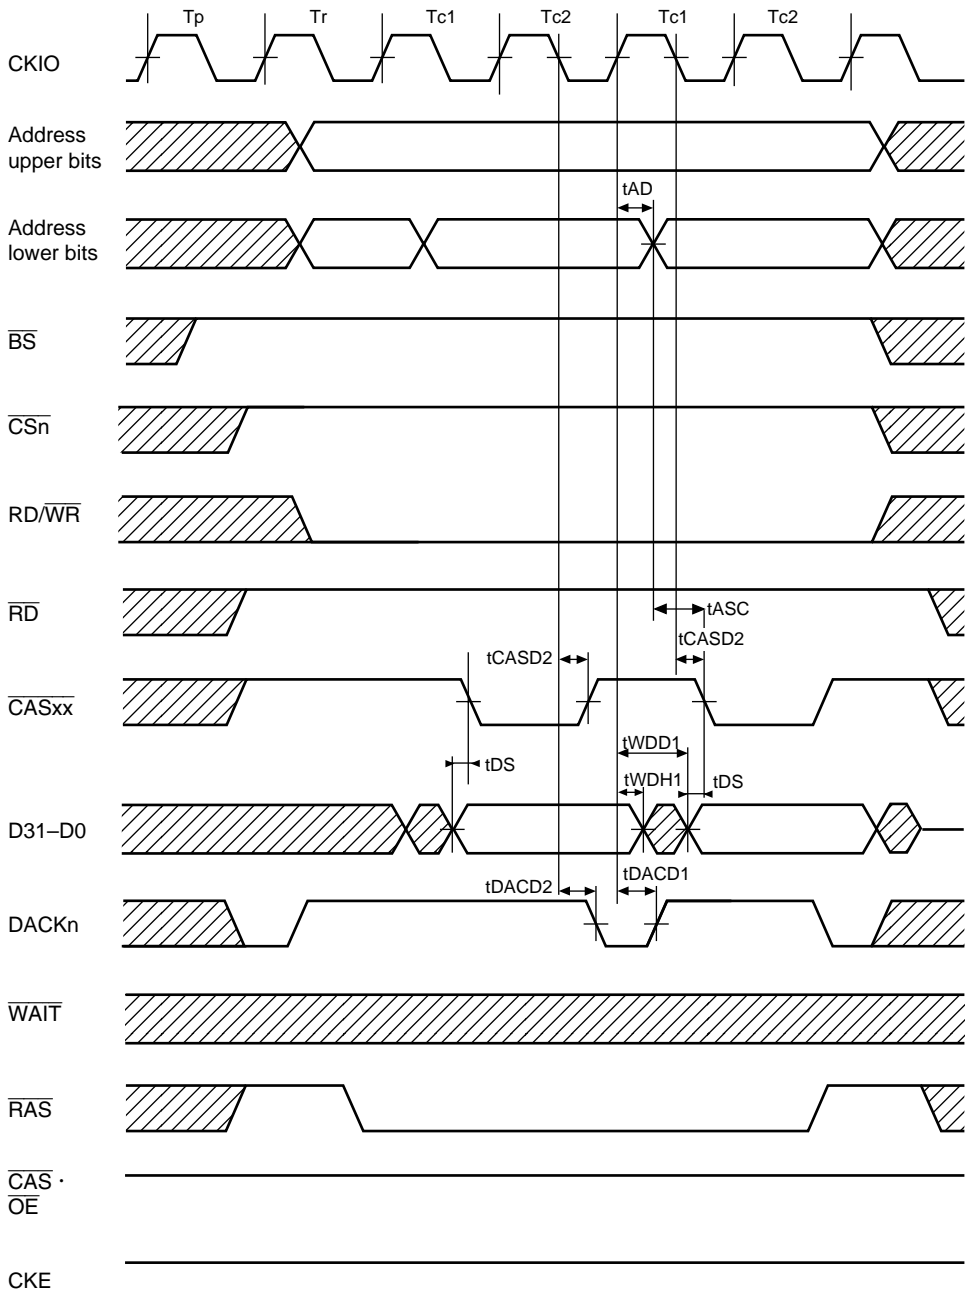 Tp Tr Tc1 Tc2 Tc1 Tc2
CKIO
Address
upper bits
tAD
Address
lower bits
BS
CSn
RD/WR
RD
tASC
tCASD2
tCASD2
CASxx
tWDD1
tDS
tWDH1
tDS
D31–D0
tDACD2
tDACD1
DACKn
WAIT
RAS
CAS ·
OE
CKE